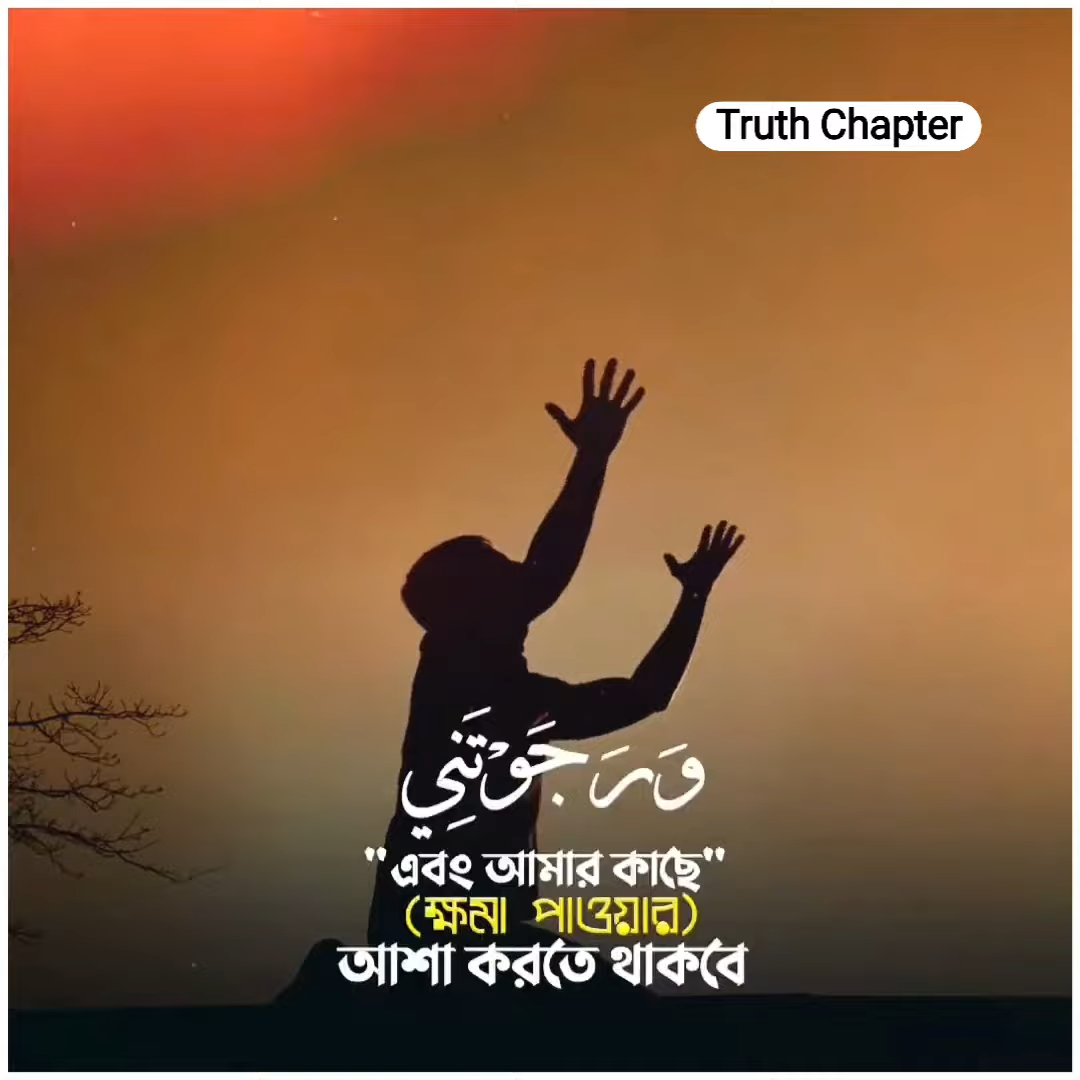 Truth Chapter
وَرَجَوْتَنِي
"এবং আমার কাছে"
(ক্ষমা পাওয়ার)
আশা করতে থাকবে